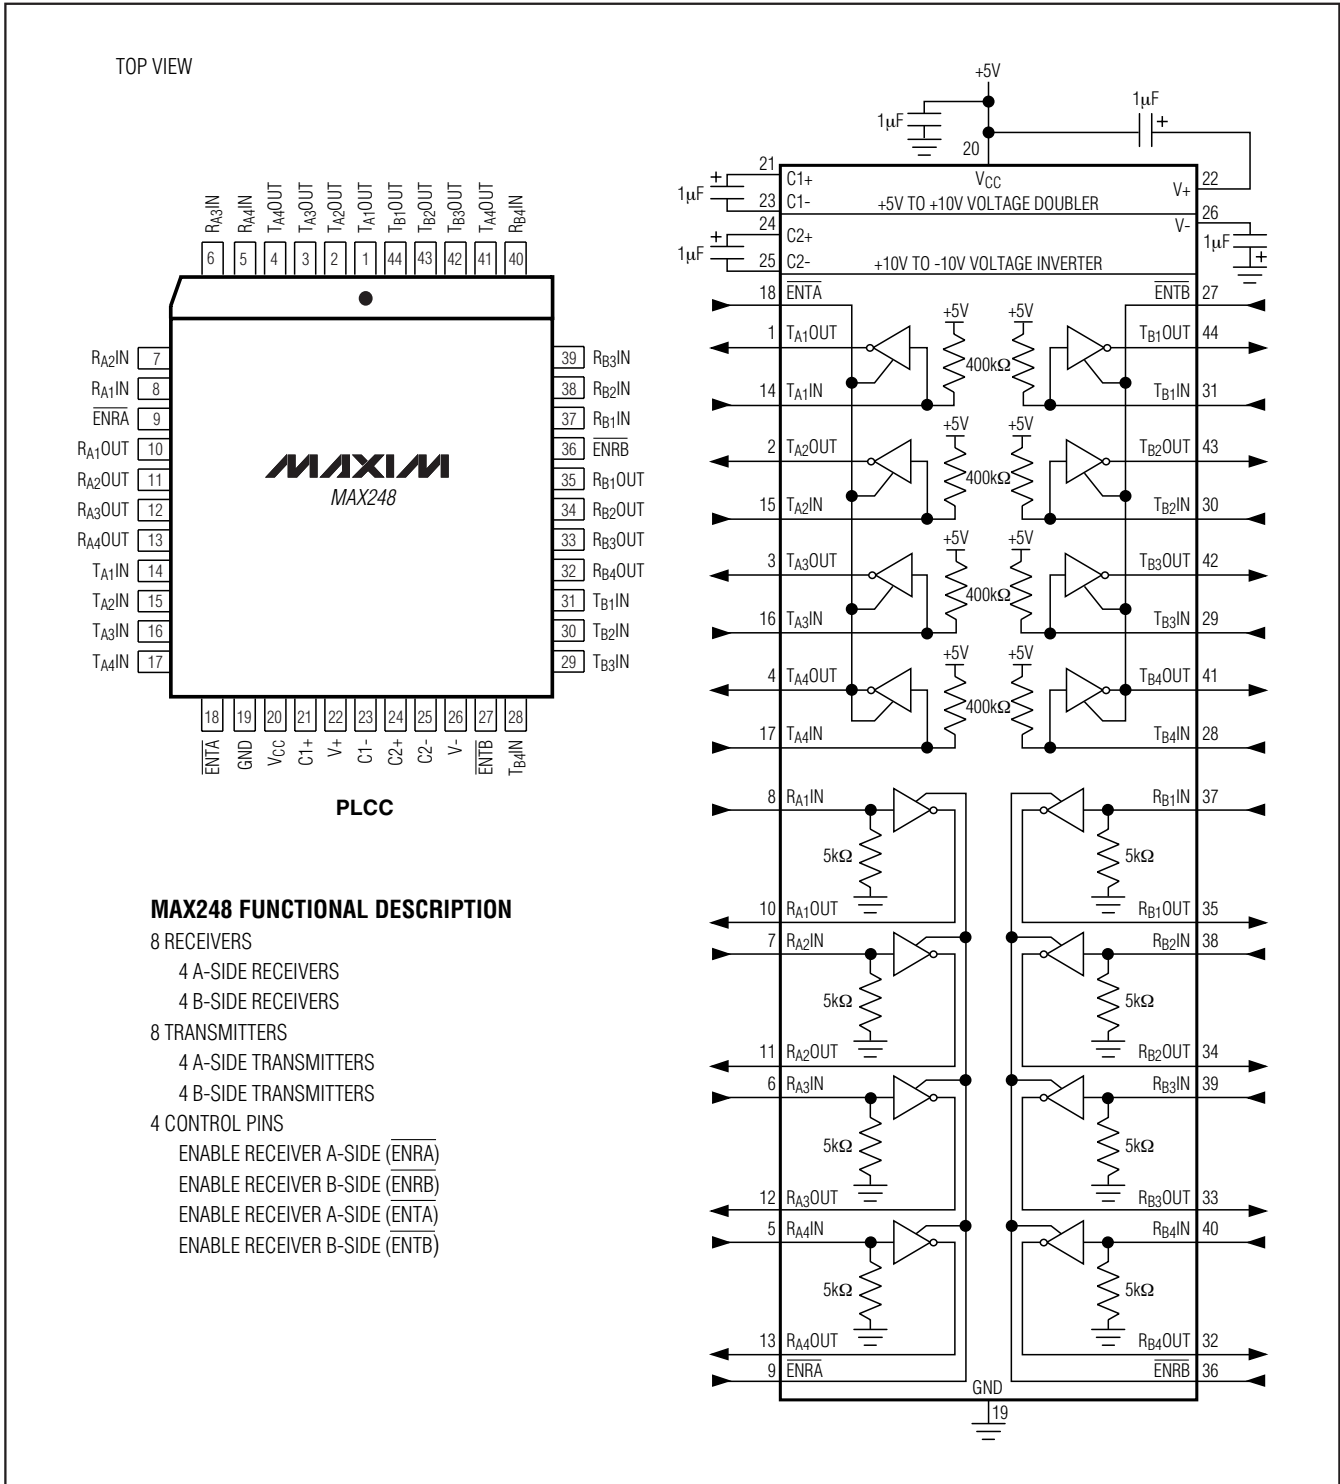 TOP VIEW
RA3IN
RA4IN
TA4OUT
TA3OUT
TA2OUT
TA1OUT
TB1OUT
TB2OUT
TB3OUT
TA4OUT
RB4IN
6 5 4 3 2 1 44 43 42 41 40
RA2IN 7
RA1IN 8
ENRA 9
RA1OUT 10
RA2OUT 11
RA3OUT 12
RA4OUT 13
TA1IN 14
TA2IN 15
TA3IN 16
TA4IN 17
MAXIM
MAX248
39 RB3IN
38 RB2IN
37 RB1IN
36 ENRB
35 RB1OUT
34 RB2OUT
33 RB3OUT
32 RB4OUT
31 TB1IN
30 TB2IN
29 TB3IN
18 19 20 21 22 23 24 25 26 27 28
ENTA
GND
VCC
C1+
V+
C1-
C2+
C2-
V-
ENTB
TB4IN
PLCC
MAX248 FUNCTIONAL DESCRIPTION
8 RECEIVERS
4 A-SIDE RECEIVERS
4 B-SIDE RECEIVERS
8 TRANSMITTERS
4 A-SIDE TRANSMITTERS
4 B-SIDE TRANSMITTERS
4 CONTROL PINS
ENABLE RECEIVER A-SIDE (ENRA)
ENABLE RECEIVER B-SIDE (ENRB)
ENABLE RECEIVER A-SIDE (ENTA)
ENABLE RECEIVER B-SIDE (ENTB)
+5V
1µF
1µF +
20
21 C1+ VCC V+ 22
+ 1µF
23 C1- +5V TO +10V VOLTAGE DOUBLER
V- 26
24 C2+
+ 1µF
1µF +
25 C2- +10V TO -10V VOLTAGE INVERTER
18 ENTA ENTB 27
+5V +5V
1 TA1OUT TB1OUT 44
400kΩ
14 TA1IN TB1IN 31
+5V +5V
2 TA2OUT TB2OUT 43
400kΩ
15 TA2IN TB2IN 30
+5V +5V
3 TA3OUT TB3OUT 42
400kΩ
16 TA3IN TB3IN 29
+5V +5V
4 TA4OUT TB4OUT 41
400kΩ
17 TA4IN TB4IN 28
8 RA1IN RB1IN 37
5kΩ 5kΩ
10 RA1OUT RB1OUT 35
7 RA2IN RB2IN 38
5kΩ 5kΩ
11 RA2OUT RB2OUT 34
6 RA3IN RB3IN 39
5kΩ 5kΩ
12 RA3OUT RB3OUT 33
5 RA4IN RB4IN 40
5kΩ 5kΩ
13 RA4OUT RB4OUT 32
9 ENRA ENRB 36
GND
19